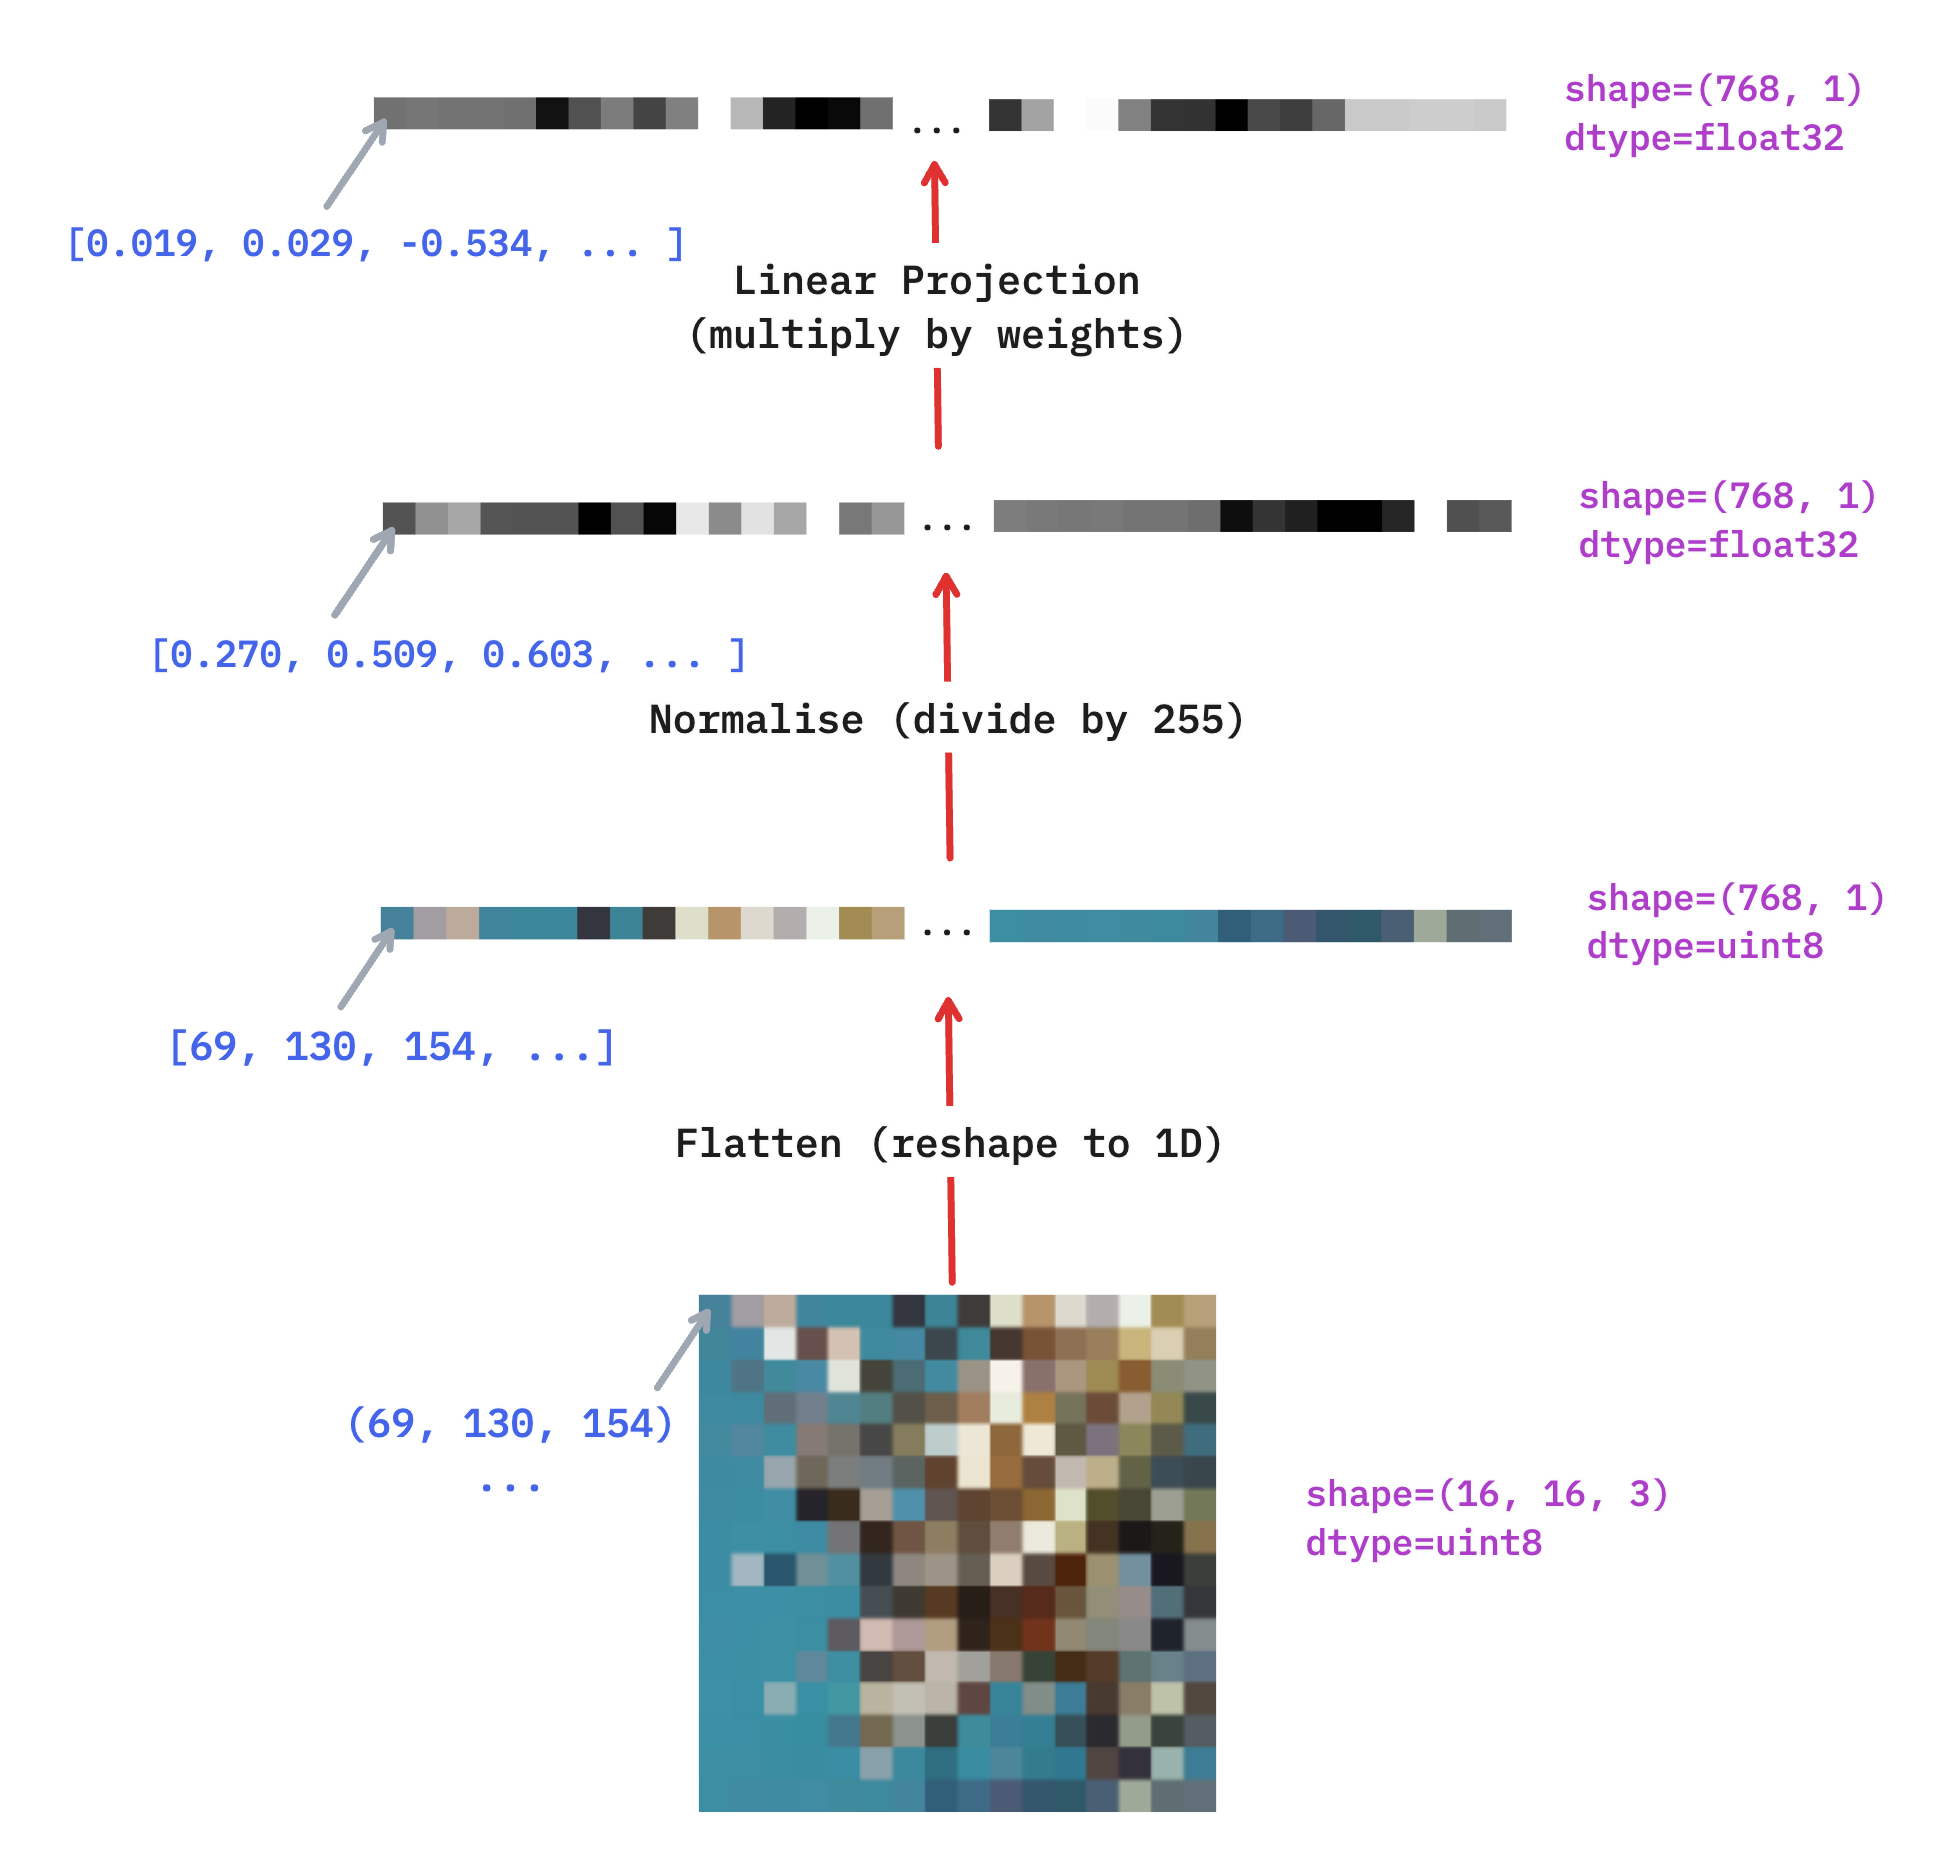 shape=(768, 1)
dtype=float32
...
[0.019, 0.029, -0.534, ... ]
Linear Projection
(multiply by weights)
shape=(768, 1)
dtype=float32
...
[0.270, 0.509, 0.603, ... ]
Normalise (divide by 255)
shape=(768, 1)
dtype=uint8
...
[69, 130, 154, ...]
Flatten (reshape to 1D)
(69, 130, 154)
...
shape=(16, 16, 3)
dtype=uint8